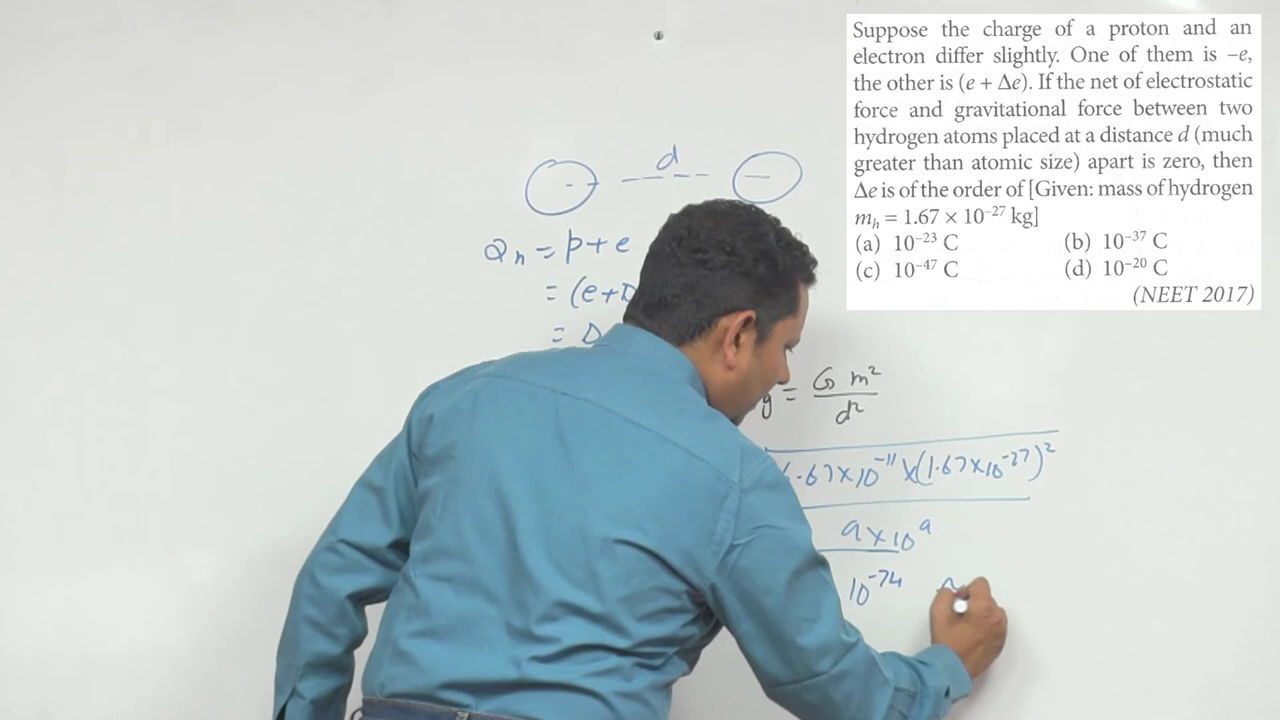 Suppose the charge of a proton and an
electron differ slightly. One of them is –e,
the other is (e + Δe). If the net of electrostatic
force and gravitational force between two
hydrogen atoms placed at a distance d (much
greater than atomic size) apart is zero, then
Δe is of the order of [Given: mass of hydrogen
mₕ = 1.67 × 10⁻²⁷ kg]
(a) 10⁻²³ C (b) 10⁻³⁷ C
(c) 10⁻⁴⁷ C (d) 10⁻²⁰ C
(NEET 2017)
d
Qn = p+e
= (e+
=
g = G m² / d²
6.67×10⁻¹¹×(1.67×10⁻²⁷)²
9×10⁹
10⁻⁷⁴